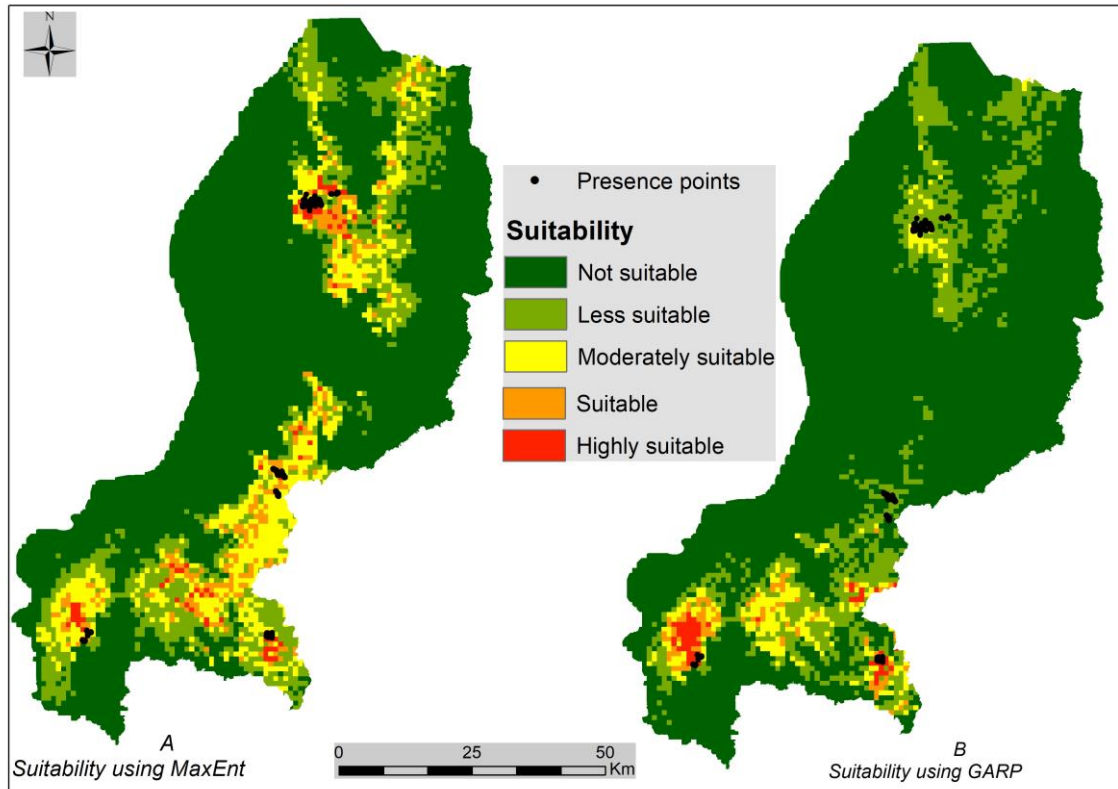 N
Presence points
Suitability
Not suitable
Less suitable
Moderately suitable
Suitable
Highly suitable
A
Suitability using MaxEnt
0 25 50
Km
B
Suitability using GARP